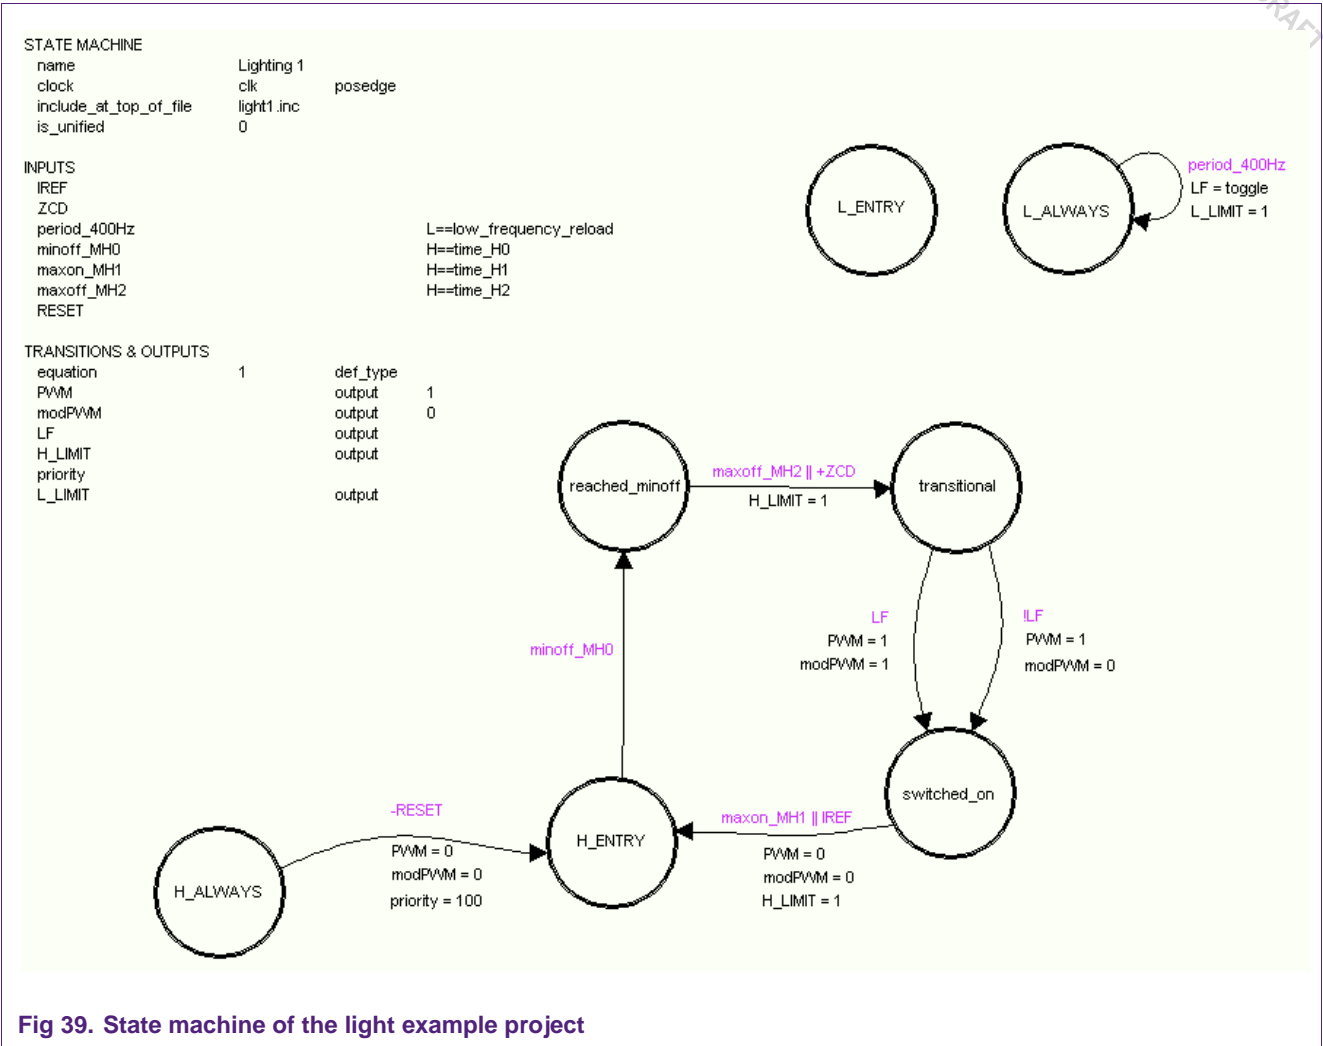 DRAFT
STATE MACHINE
name Lighting 1
clock clk posedge
include_at_top_of_file light1.inc
is_unified 0
INPUTS
IREF
ZCD
period_400Hz L==low_frequency_reload
minoff_MH0 H==time_H0
maxon_MH1 H==time_H1
maxoff_MH2 H==time_H2
RESET
TRANSITIONS & OUTPUTS
equation 1 def_type
PWM output 1
modPWM output 0
LF output
H_LIMIT output
priority
L_LIMIT output
L_ENTRY
L_ALWAYS
period_400Hz
LF = toggle
L_LIMIT = 1
reached_minoff
maxoff_MH2 || +ZCD
H_LIMIT = 1
transitional
LF
PWM = 1
modPWM = 1
!LF
PWM = 1
modPWM = 0
minoff_MH0
switched_on
maxon_MH1 || IREF
PWM = 0
modPWM = 0
H_LIMIT = 1
H_ENTRY
-RESET
PWM = 0
modPWM = 0
priority = 100
H_ALWAYS
Fig 39. State machine of the light example project